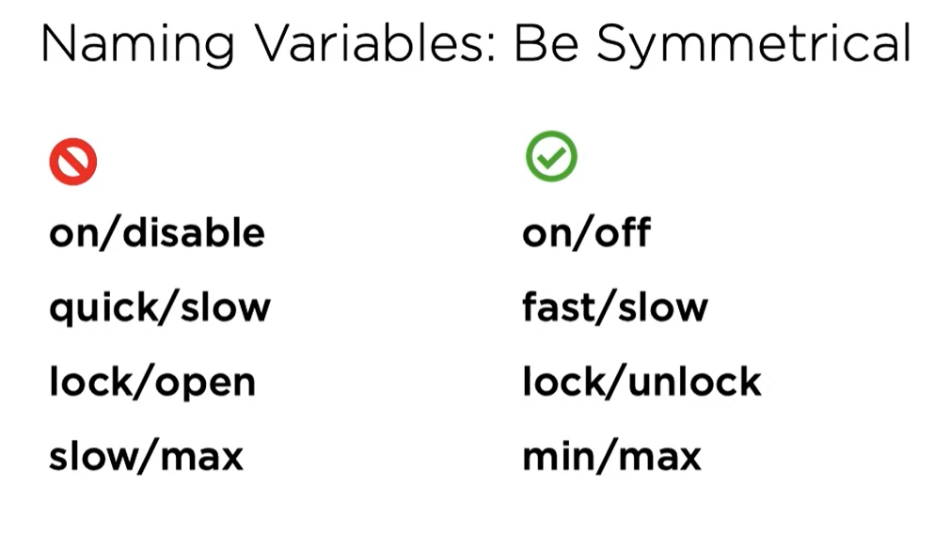 Naming Variables: Be Symmetrical
on/disable
on/off
quick/slow
fast/slow
lock/open
lock/unlock
slow/max
min/max